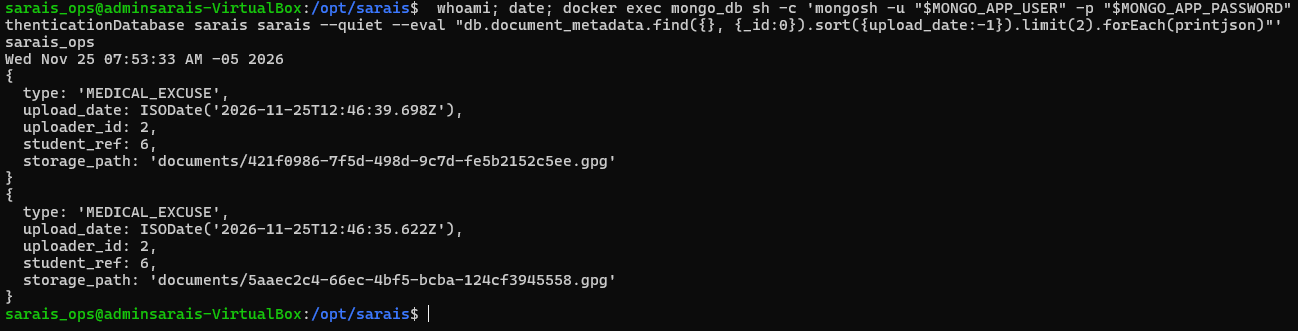 sarais_ops@adminsarais-VirtualBox:/opt/sarais$  whoami; date; docker exec mongo_db sh -c 'mongosh -u "$MONGO_APP_USER" -p "$MONGO_APP_PASSWORD"
thenticationDatabase sarais sarais --quiet --eval "db.document_metadata.find({}, {_id:0}).sort({upload_date:-1}).limit(2).forEach(printjson)"'
sarais_ops
Wed Nov 25 07:53:33 AM -05 2026
{
  type: 'MEDICAL_EXCUSE',
  upload_date: ISODate('2026-11-25T12:46:39.698Z'),
  uploader_id: 2,
  student_ref: 6,
  storage_path: 'documents/421f0986-7f5d-498d-9c7d-fe5b2152c5ee.gpg'
}
{
  type: 'MEDICAL_EXCUSE',
  upload_date: ISODate('2026-11-25T12:46:35.622Z'),
  uploader_id: 2,
  student_ref: 6,
  storage_path: 'documents/5aaec2c4-66ec-4bf5-bcba-124cf3945558.gpg'
}
sarais_ops@adminsarais-VirtualBox:/opt/sarais$